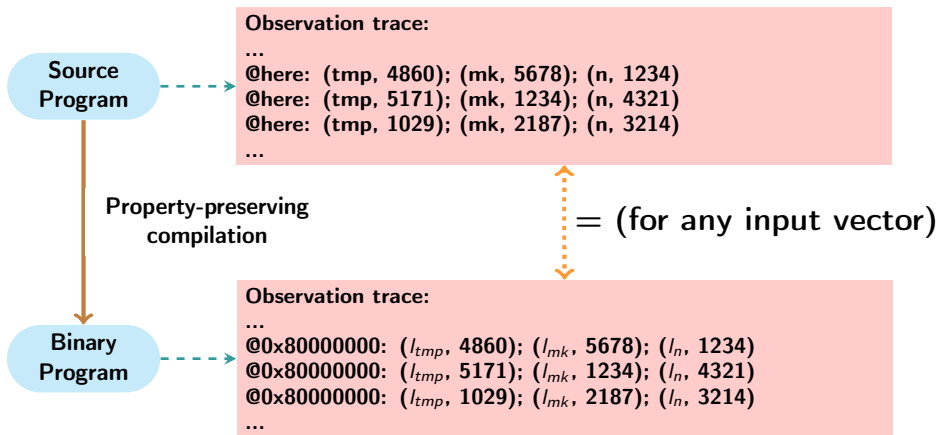 Source
Program
Observation trace:
...
@here: (tmp, 4860); (mk, 5678); (n, 1234)
@here: (tmp, 5171); (mk, 1234); (n, 4321)
@here: (tmp, 1029); (mk, 2187); (n, 3214)
...
Property-preserving
compilation
= (for any input vector)
Binary
Program
Observation trace:
...
@0x80000000: (l_tmp, 4860); (l_mk, 5678); (l_n, 1234)
@0x80000000: (l_tmp, 5171); (l_mk, 1234); (l_n, 4321)
@0x80000000: (l_tmp, 1029); (l_mk, 2187); (l_n, 3214)
...